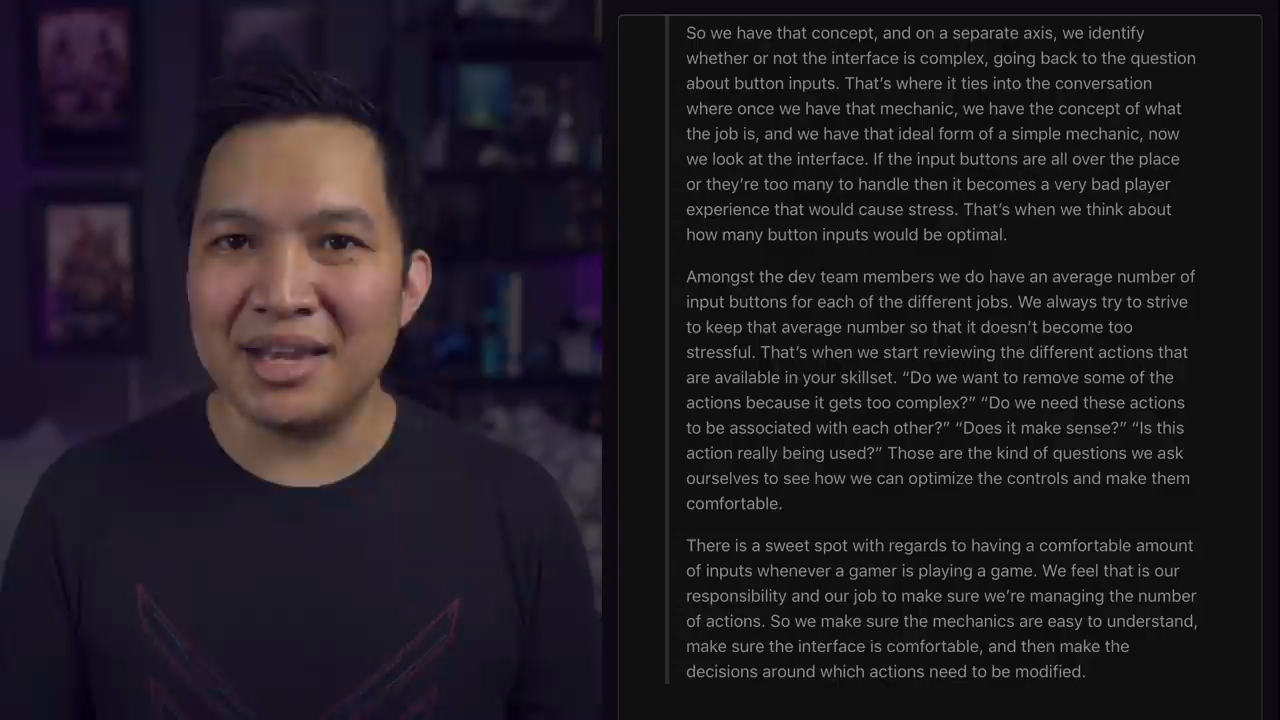 So we have that concept, and on a separate axis, we identify
whether or not the interface is complex, going back to the question
about button inputs. That’s where it ties into the conversation
where once we have that mechanic, we have the concept of what
the job is, and we have that ideal form of a simple mechanic, now
we look at the interface. If the input buttons are all over the place
or they’re too many to handle then it becomes a very bad player
experience that would cause stress. That’s when we think about
how many button inputs would be optimal.
Amongst the dev team members we do have an average number of
input buttons for each of the different jobs. We always try to strive
to keep that average number so that it doesn’t become too
stressful. That’s when we start reviewing the different actions that
are available in your skillset. “Do we want to remove some of the
actions because it gets too complex?” “Do we need these actions
to be associated with each other?” “Does it make sense?” “Is this
action really being used?” Those are the kind of questions we ask
ourselves to see how we can optimize the controls and make them
comfortable.
There is a sweet spot with regards to having a comfortable amount
of inputs whenever a gamer is playing a game. We feel that is our
responsibility and our job to make sure we’re managing the number
of actions. So we make sure the mechanics are easy to understand,
make sure the interface is comfortable, and then make the
decisions around which actions need to be modified.